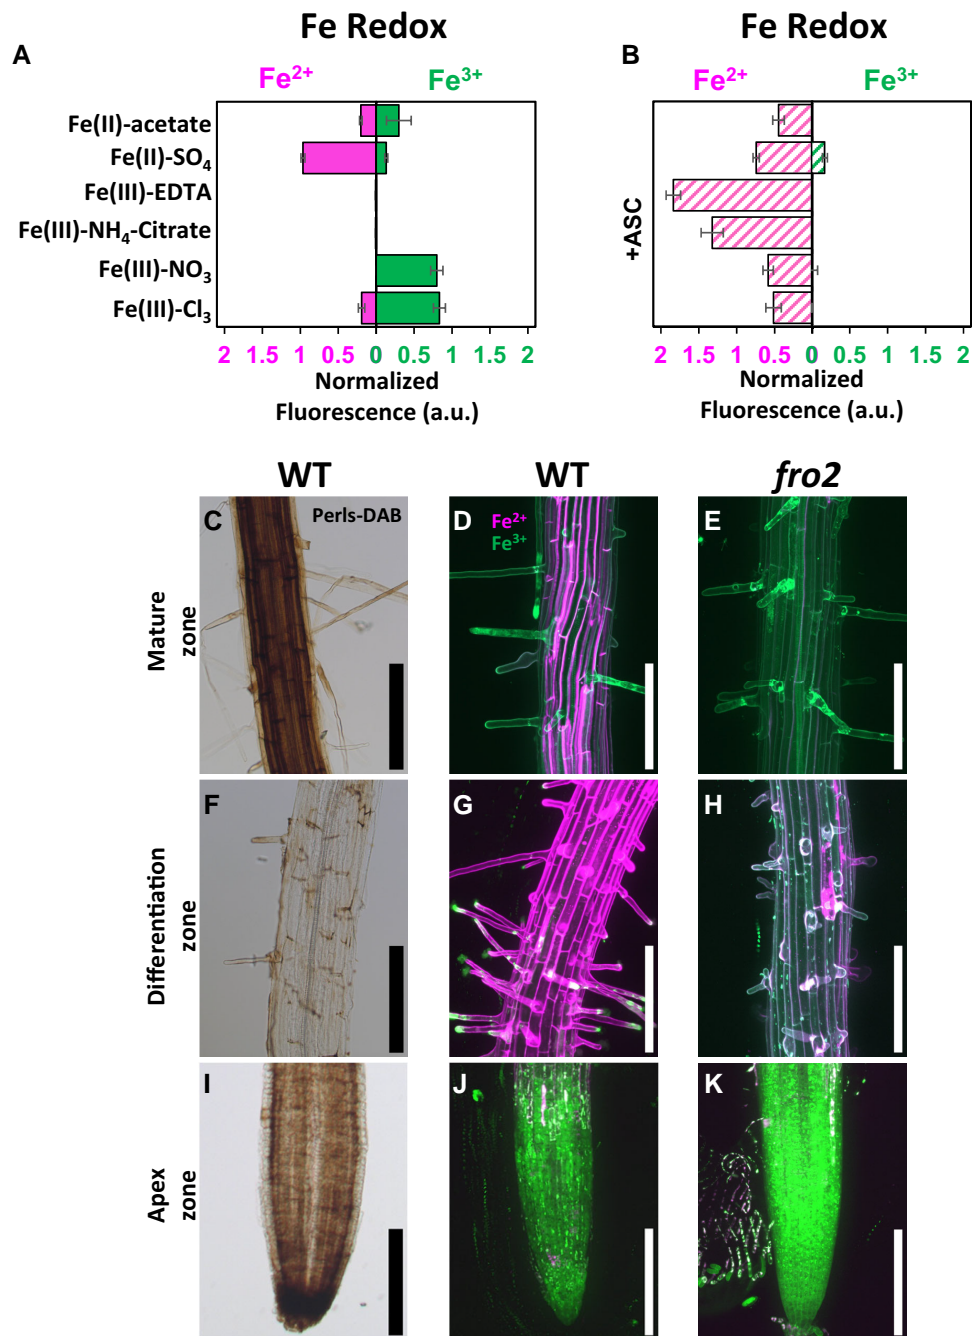 Fe Redox
Fe Redox
A
B
Fe²⁺
Fe³⁺
Fe²⁺
Fe³⁺
Fe(II)-acetate
Fe(II)-SO₄
Fe(III)-EDTA
Fe(III)-NH₄-Citrate
Fe(III)-NO₃
Fe(III)-Cl₃
+ASC
2 1.5 1 0.5 0 0.5 1 1.5 2
2 1.5 1 0.5 0 0.5 1 1.5 2
Normalized
Fluorescence (a.u.)
Normalized
Fluorescence (a.u.)
WT
WT
fro2
Mature
zone
C
Perls-DAB
D
Fe²⁺
Fe³⁺
E
Differentiation
zone
F
G
H
Apex
zone
I
J
K